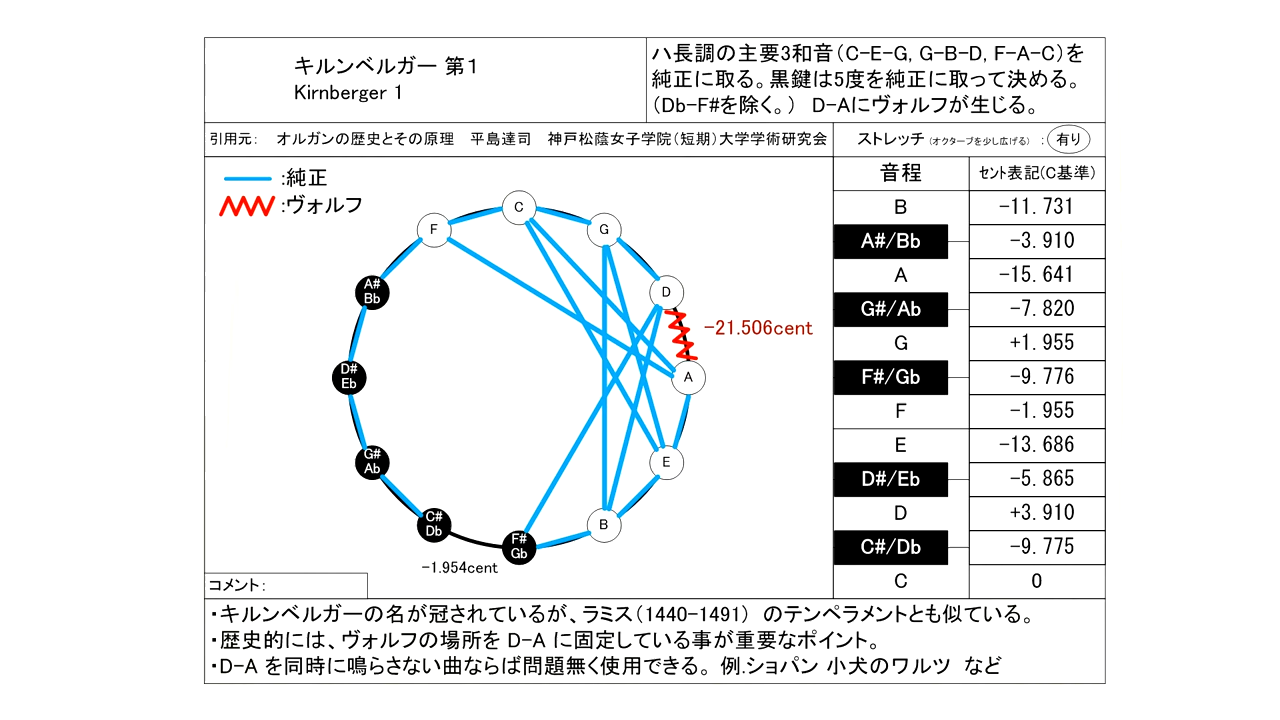 キルンベルガー 第1
Kirnberger 1
ハ長調の主要3和音(C-E-G, G-B-D, F-A-C)を
純正に取る。黒鍵は5度を純正に取って決める。
(Db-F#を除く。) D-Aにヴォルフが生じる。
引用元: オルガンの歴史とその原理 平島達司 神戸松蔭女子学院(短期)大学学術研究会
ストレッチ (オクターブを少し広げる) : 有り
:純正
:ヴォルフ
C
G
D
A
E
B
F#
Gb
C#
Db
G#
Ab
D#
Eb
A#
Bb
F
-21.506cent
-1.954cent
音程 セント表記(C基準)
B -11.731
A#/Bb -3.910
A -15.641
G#/Ab -7.820
G +1.955
F#/Gb -9.776
F -1.955
E -13.686
D#/Eb -5.865
D +3.910
C#/Db -9.775
C 0
コメント:
・キルンベルガーの名が冠されているが、ラミス(1440-1491) のテンペラメントとも似ている。
・歴史的には、ヴォルフの場所を D-A に固定している事が重要なポイント。
・D-A を同時に鳴らさない曲ならば問題無く使用できる。 例.ショパン 小犬のワルツ など